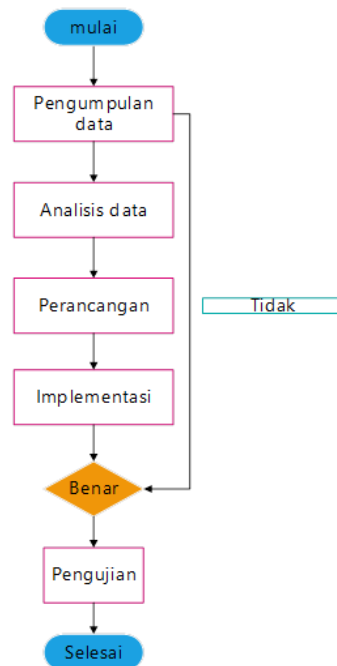 mulai
Pengumpulan
data
Analisis data
Perancangan
Tidak
Implementasi
Benar
Pengujian
Selesai